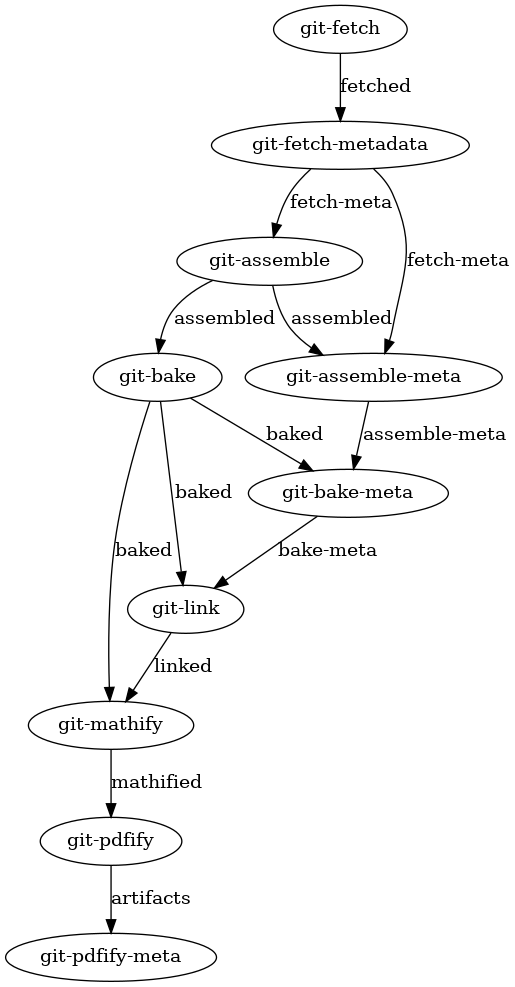 git-fetch
fetched
git-fetch-metadata
fetch-meta
git-assemble
fetch-meta
assembled
assembled
git-bake
git-assemble-meta
baked
assemble-meta
baked
git-bake-meta
baked
bake-meta
git-link
linked
git-mathify
mathified
git-pdfify
artifacts
git-pdfify-meta